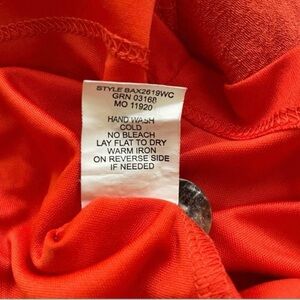 STYLE BAX2619WC
GRN 03168
MO 11920
HAND WASH
COLD
NO BLEACH
LAY FLAT TO DRY
WARM IRON
ON REVERSE SIDE
IF NEEDED